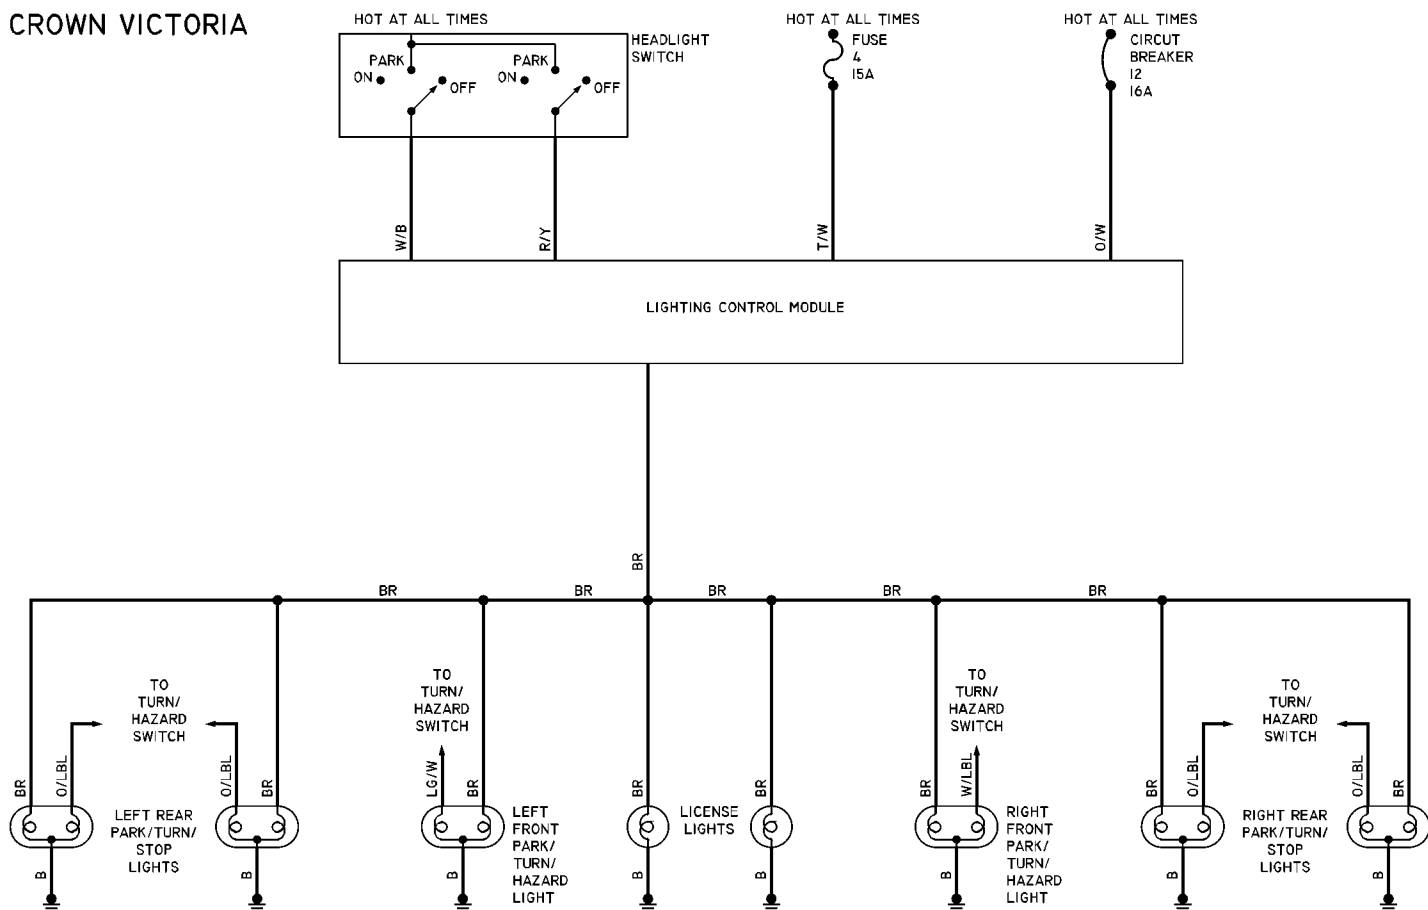 CROWN VICTORIA
HOT AT ALL TIMES
HOT AT ALL TIMES
HOT AT ALL TIMES
HEADLIGHT
SWITCH
PARK
ON
OFF
PARK
ON
OFF
FUSE
4
15A
CIRCUT
BREAKER
12
16A
W/B
R/Y
T/W
O/W
LIGHTING CONTROL MODULE
BR
BR
BR
BR
BR
BR
TO
TURN/
HAZARD
SWITCH
TO
TURN/
HAZARD
SWITCH
TO
TURN/
HAZARD
SWITCH
TO
TURN/
HAZARD
SWITCH
BR
O/LBL
O/LBL
BR
LG/W
BR
BR
BR
BR
W/LBL
BR
O/LBL
O/LBL
BR
LEFT REAR
PARK/TURN/
STOP
LIGHTS
LEFT
FRONT
PARK/
TURN/
HAZARD
LIGHT
LICENSE
LIGHTS
RIGHT
FRONT
PARK/
TURN/
HAZARD
LIGHT
RIGHT REAR
PARK/TURN/
STOP
LIGHTS
B
B
B
B
B
B
B
B